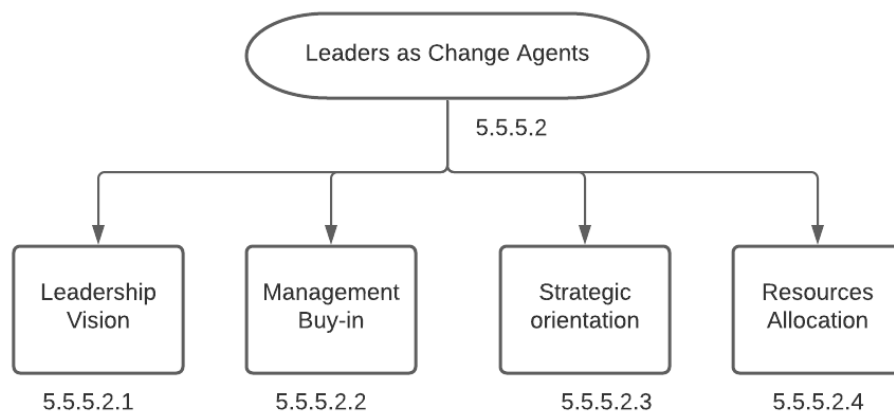 Leaders as Change Agents
5.5.5.2
Leadership
Vision
Management
Buy-in
Strategic
orientation
Resources
Allocation
5.5.5.2.1
5.5.5.2.2
5.5.5.2.3
5.5.5.2.4